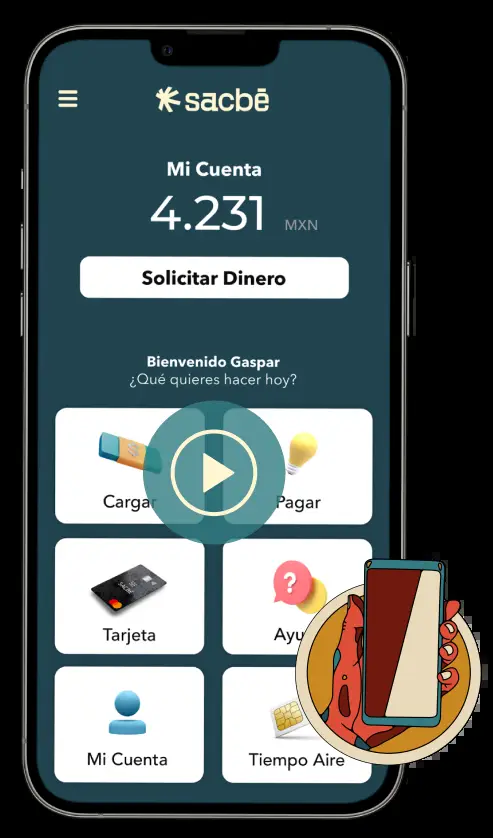 sacbē
Mi Cuenta
4.231 MXN
Solicitar Dinero
Bienvenido Gaspar
¿Qué quieres hacer hoy?
Cargar
Pagar
Tarjeta
?
Mi Cuenta
Tiempo Aire